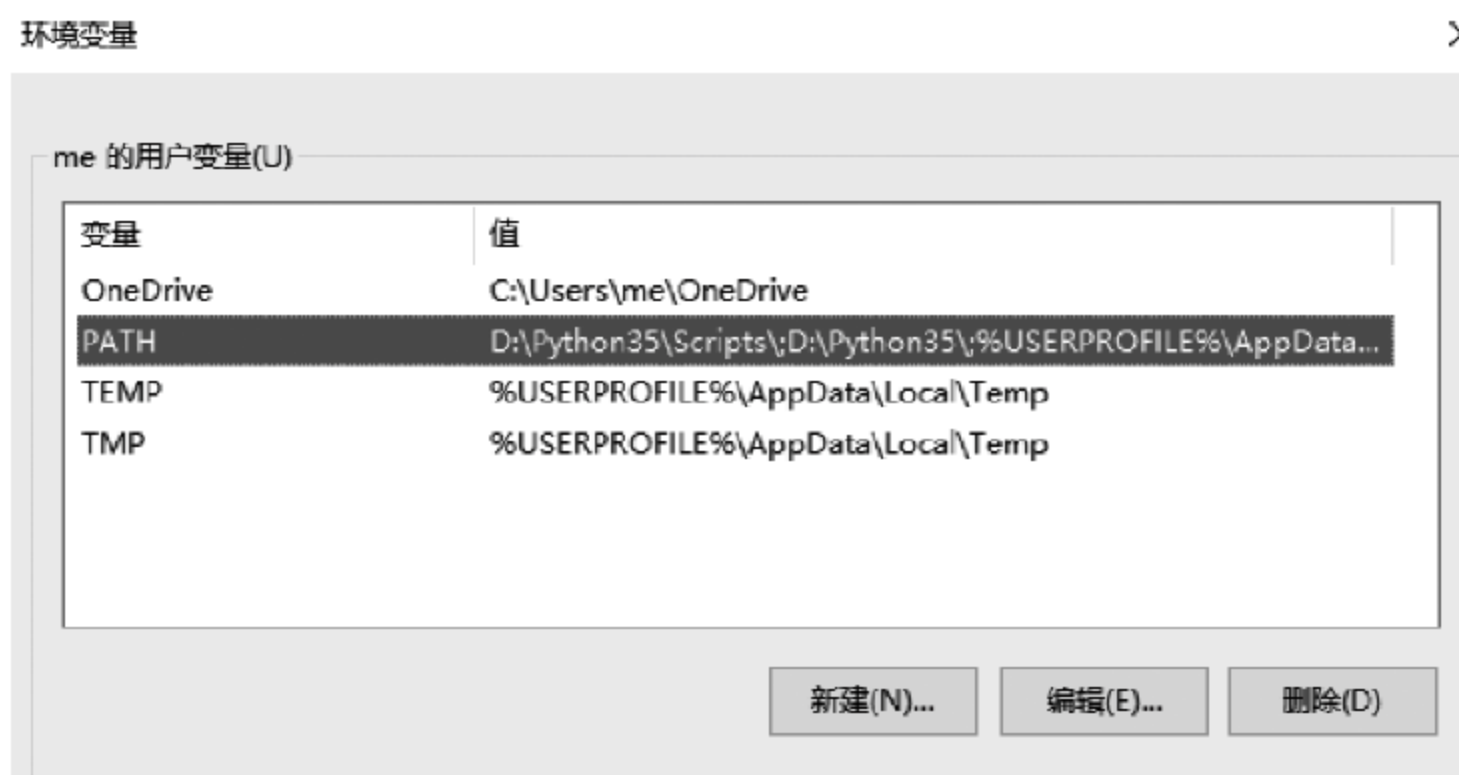 环境变量
me 的用户变量(U)
变量 值
OneDrive C:\Users\me\OneDrive
PATH D:\Python35\Scripts\;D:\Python35\;%USERPROFILE%\AppData...
TEMP %USERPROFILE%\AppData\Local\Temp
TMP %USERPROFILE%\AppData\Local\Temp
新建(N)... 编辑(E)... 删除(D)